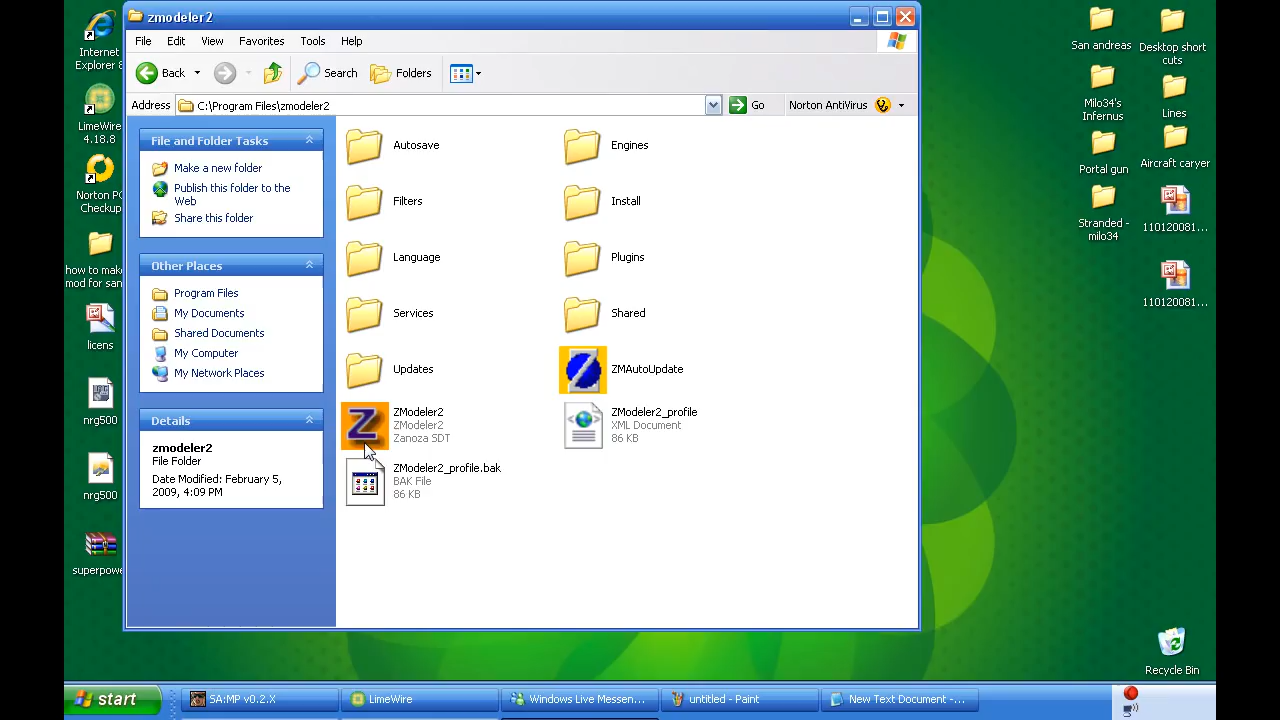 zmodeler2
File Edit View Favorites Tools Help
Back Search Folders
Address C:\Program Files\zmodeler2 Go Norton AntiVirus
File and Folder Tasks
Make a new folder
Publish this folder to the
Web
Share this folder
Other Places
Program Files
My Documents
Shared Documents
My Computer
My Network Places
Details
zmodeler2
File Folder
Date Modified: February 5,
2009, 4:09 PM
Autosave
Engines
Filters
Install
Language
Plugins
Services
Shared
Updates
ZMAutoUpdate
ZModeler2
ZModeler2
Zanoza SDT
ZModeler2_profile
XML Document
86 KB
ZModeler2_profile.bak
BAK File
86 KB
Internet
Explorer 8
LimeWire
4.18.8
Norton PC
Checkup
how to make
mod for san
licens
nrg500
nrg500
superpowe
San andreas
Desktop short
cuts
Milo34's
Infernus
Lines
Portal gun
Aircraft caryer
Stranded -
milo34
110120081...
110120081...
Recycle Bin
start
SA:MP v0.2.X
LimeWire
Windows Live Messen...
untitled - Paint
New Text Document -...